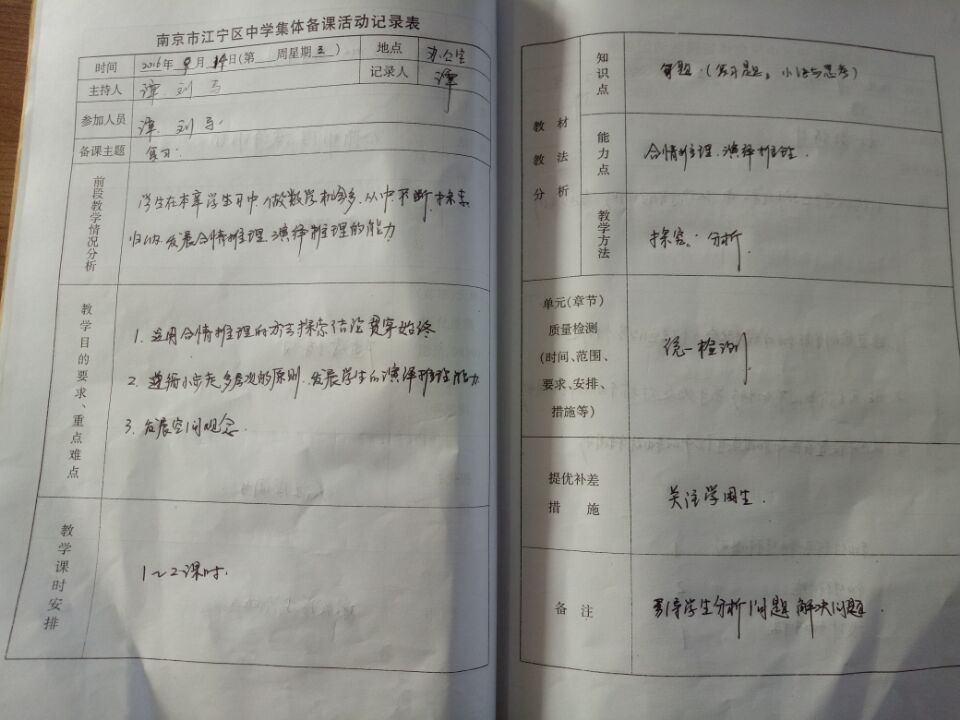 南京市江宁区中学集体备课活动记录表
时间 2016年9月14日(第 周星期三) 地点 办公室
主持人 谭 刘 马 记录人 谭
参加人员 谭 刘 马
备课主题 复习:
前段教学情况分析
学生在本章学生习中做数学机会多,从中不断探索
归纳,发展合情推理、演绎推理的能力
教学目的要求、重点难点
1. 运用合情推理的方法探索结论贯穿始终
2. 遵循小步走多层次的原则,发展学生的演绎推理能力
3. 发展空间观念.
教学课时安排
1~2课时.
教材教法分析
知识点
解题:(复习题。小结与思考)
能力点
合情推理、演绎推理.
教学方法
探究。分析.
单元(章节)
质量检测
(时间、范围、
要求、安排、
措施等)
统一检测
提优补差
措施
关注学困生.
备注
引导学生分析问题 解决问题.